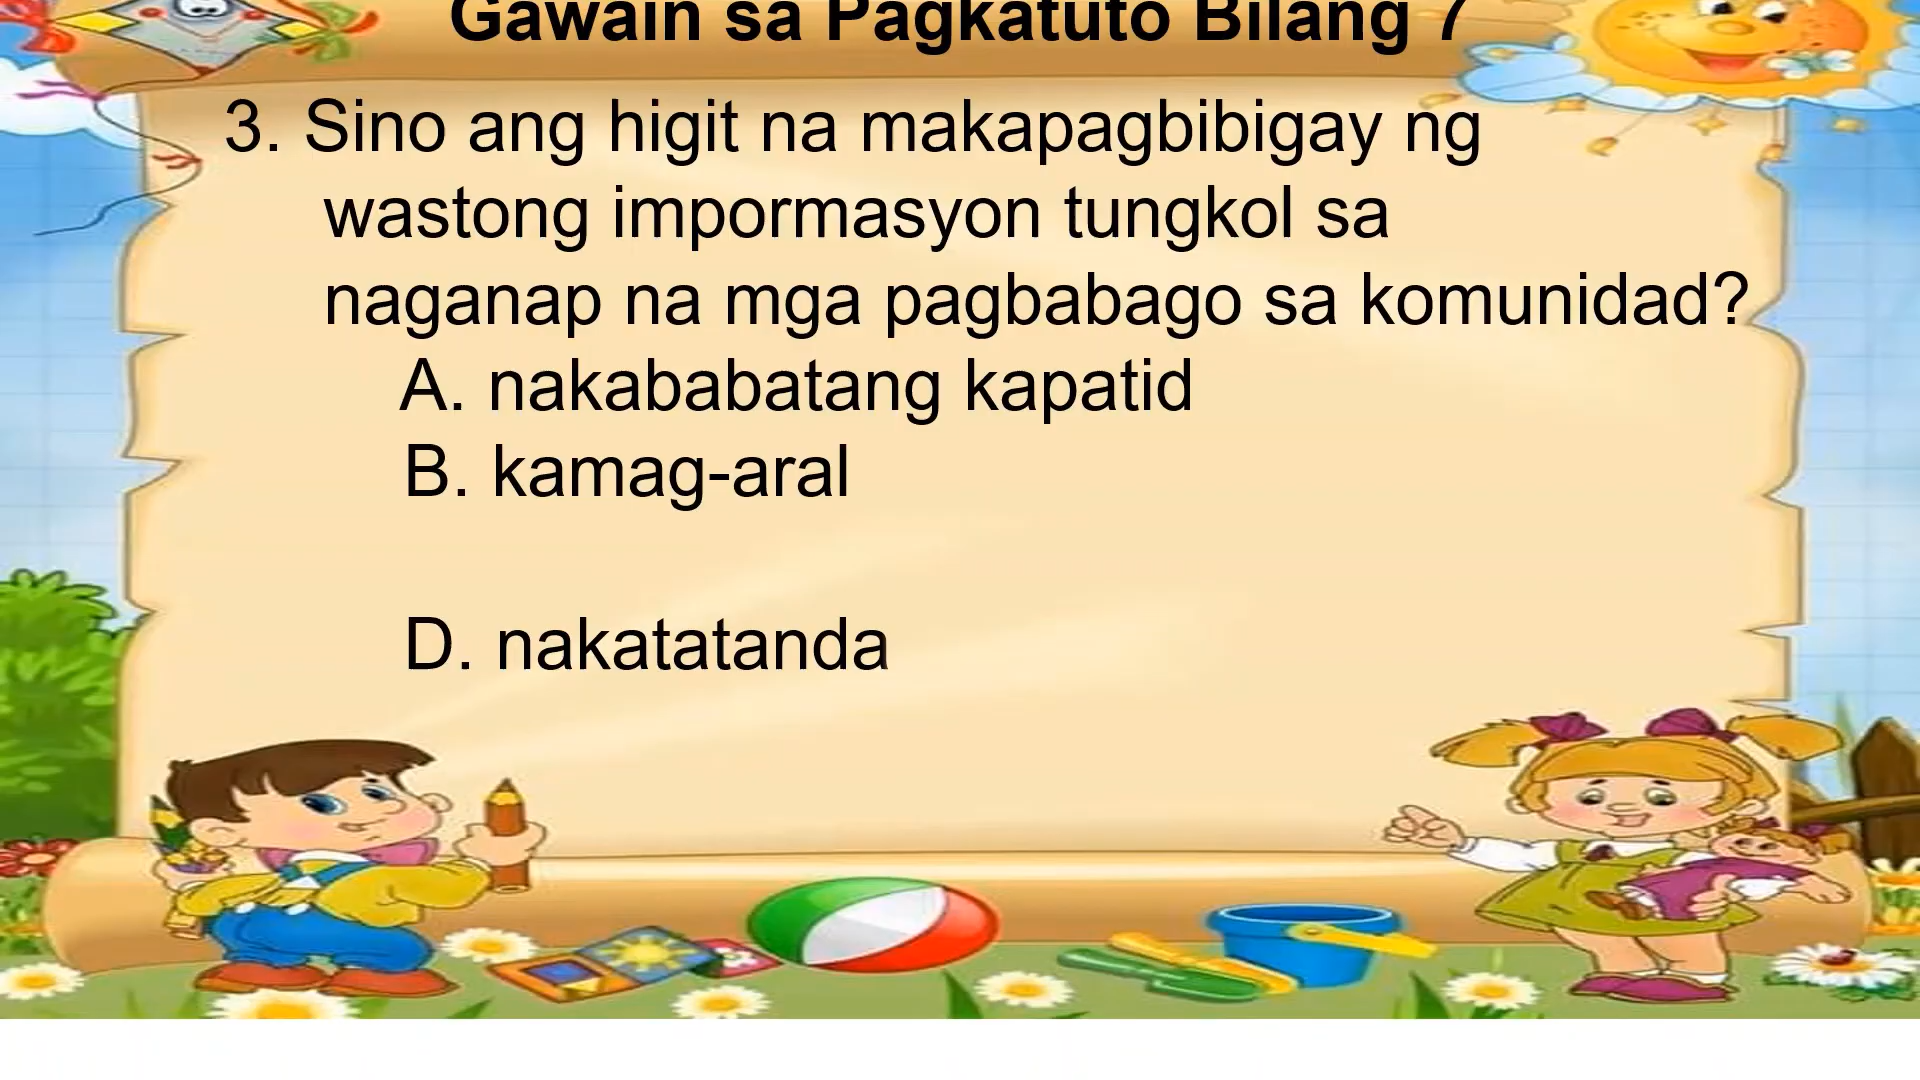 Gawain sa Pagkatuto Bilang 7
3. Sino ang higit na makapagbibigay ng
wastong impormasyon tungkol sa
naganap na mga pagbabago sa komunidad?
A. nakababatang kapatid
B. kamag-aral
D. nakatatanda